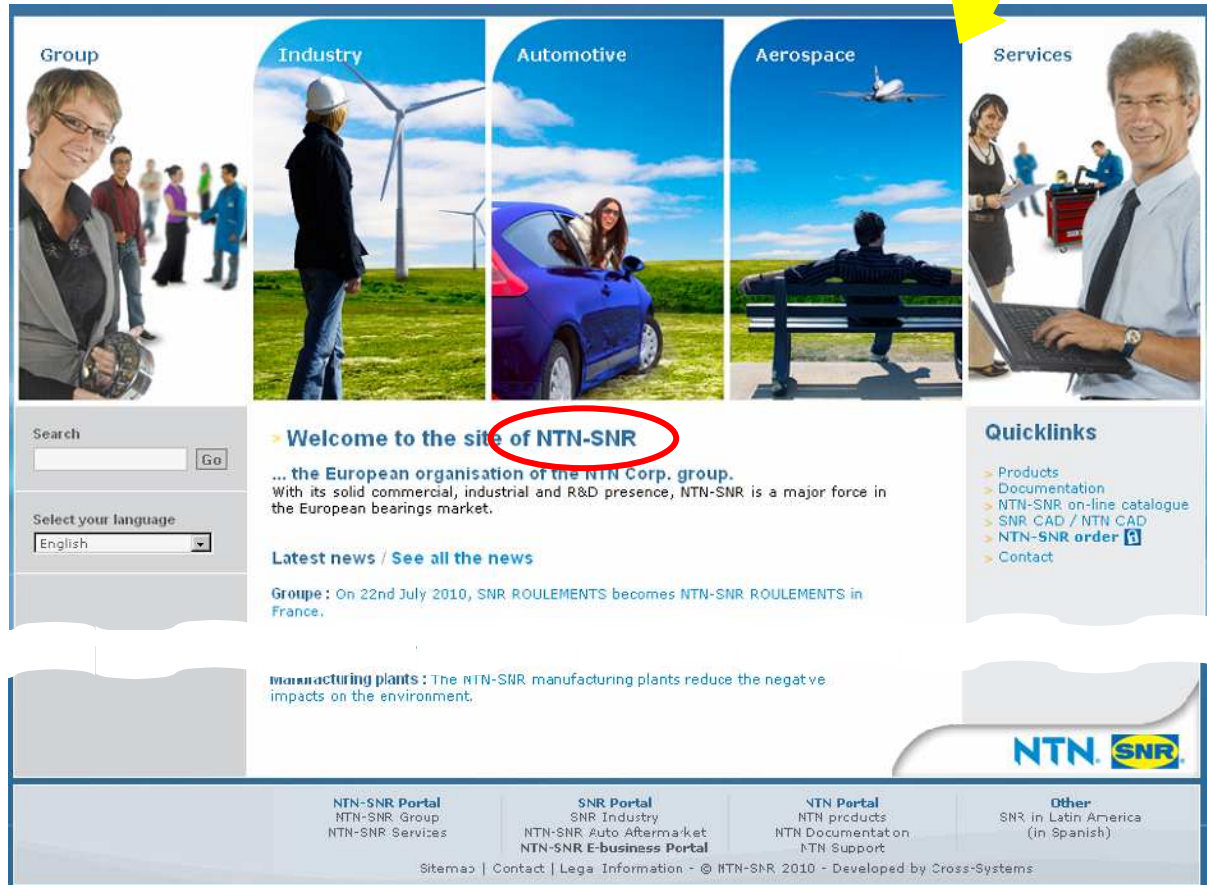 Group
Industry
Automotive
Aerospace
Services
Search
Go
Select your language
English
> Welcome to the site of NTN-SNR
... the European organisation of the NTN Corp. group.
With its solid commercial, industrial and R&D presence, NTN-SNR is a major force in
the European bearings market.
Latest news / See all the news
Groupe : On 22nd July 2010, SNR ROULEMENTS becomes NTN-SNR ROULEMENTS in
France.
Manufacturing plants : The NTN-SNR manufacturing plants reduce the negative
impacts on the environment.
Quicklinks
> Products
> Documentation
> NTN-SNR on-line catalogue
> SNR CAD / NTN CAD
> NTN-SNR order
> Contact
NTN. SNR
NTN-SNR Portal
NTN-SNR Group
NTN-SNR Services
SNR Portal
SNR Industry
NTN-SNR Auto Aftermarket
NTN-SNR E-business Portal
NTN Portal
NTN products
NTN Documentation
NTN Support
Other
SNR in Latin America
(in Spanish)
Sitemap | Contact | Legal Information - © NTN-SNR 2010 - Developed by Cross-Systems